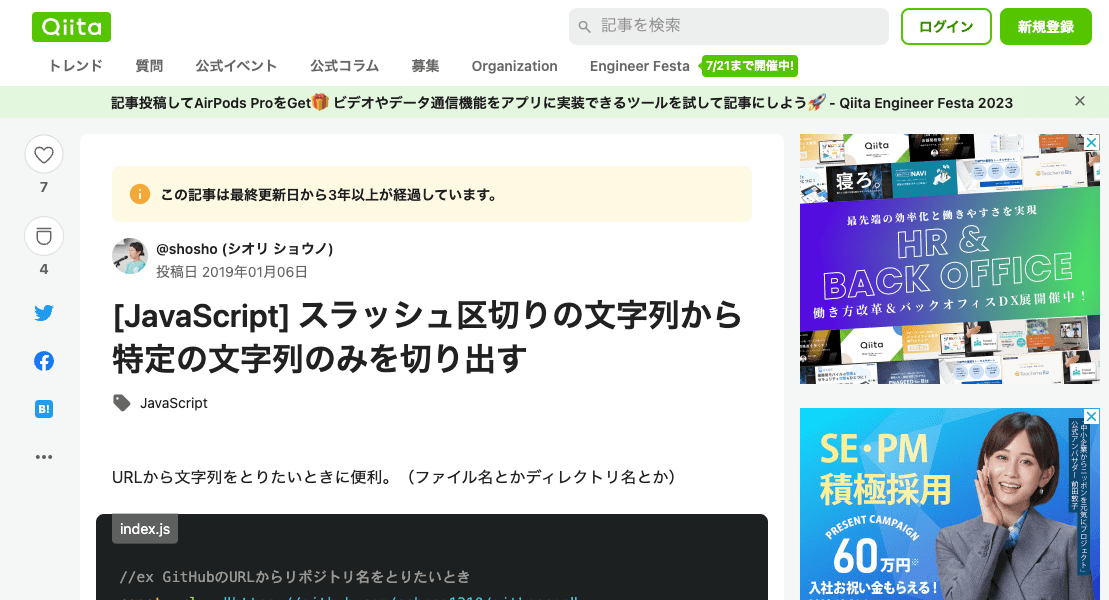 Qiita
記事を検索
ログイン
新規登録
トレンド 質問 公式イベント 公式コラム 募集 Organization Engineer Festa 7/21まで開催中!
記事投稿してAirPods ProをGet🎁 ビデオやデータ通信機能をアプリに実装できるツールを試して記事にしよう🚀 - Qiita Engineer Festa 2023
7
4
B!
この記事は最終更新日から3年以上が経過しています。
@shosho (シオリ ショウノ)
投稿日 2019年01月06日
[JavaScript] スラッシュ区切りの文字列から
特定の文字列のみを切り出す
JavaScript
URLから文字列をとりたいときに便利。（ファイル名とかディレクトリ名とか）
index.js
//ex GitHubのURLからリポジトリ名をとりたいとき
Qiita
寝ろ。
NAVI
最先端の効率化と働きやすさを実現
HR &
BACK OFFICE
働き方改革&バックオフィスDX展開催中!
Qiita
SE・PM
積極採用
中小企業からニッポンを元気にプロジェクト
公式アンバサダー 前田敦子
PRESENT CAMPAIGN
60万円※
入社お祝い金もらえる!